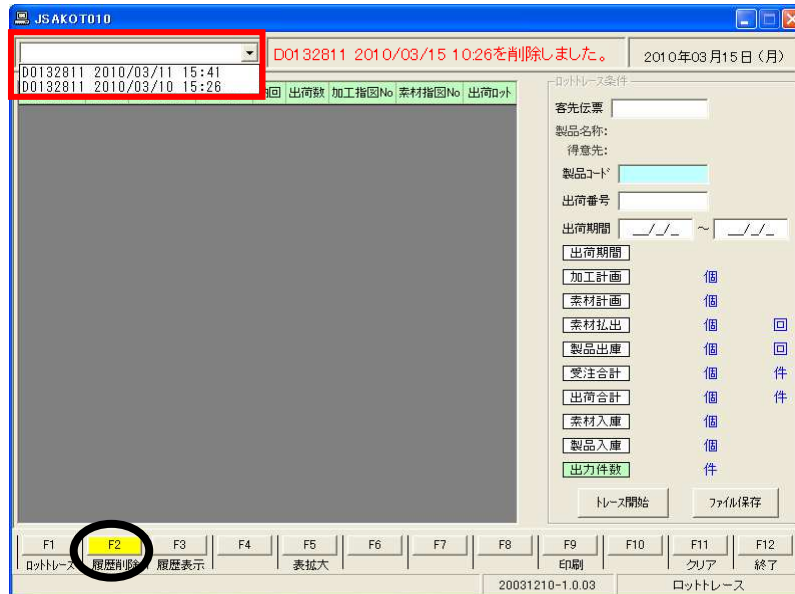 JSAKOT010
D0132811 2010/03/15 10:26を削除しました。
2010年03月15日（月）
D0132811 2010/03/11 15:41
D0132811 2010/03/10 15:26
回 出荷数 加工指図No 素材指図No 出荷ロット
ロットトレース条件
客先伝票
製品名称:
得意先:
製品コード
出荷番号
出荷期間 __/_/_ ～ __/_/_
出荷期間
加工計画 個
素材計画 個
素材払出 個 回
製品出庫 個 回
受注合計 個 件
出荷合計 個 件
素材入庫 個
製品入庫 個
出力件数 件
トレース開始 ファイル保存
F1 F2 F3 F4 F5 F6 F7 F8 F9 F10 F11 F12
ロットトレース 履歴削除 履歴表示 表拡大 印刷 クリア 終了
20031210-1.0.03 ロットトレース